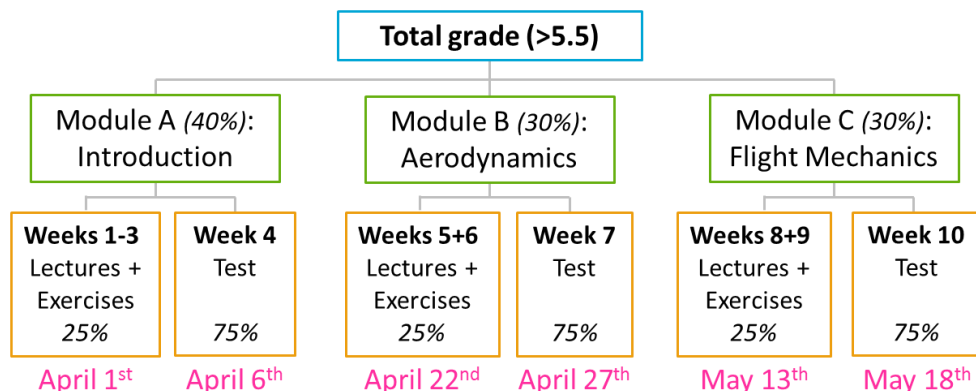 Total grade (>5.5)
Module A (40%):
Introduction
Module B (30%):
Aerodynamics
Module C (30%):
Flight Mechanics
Weeks 1-3
Lectures +
Exercises
25%
Week 4
Test
75%
Weeks 5+6
Lectures +
Exercises
25%
Week 7
Test
75%
Weeks 8+9
Lectures +
Exercises
25%
Week 10
Test
75%
April 1st
April 6th
April 22nd
April 27th
May 13th
May 18th